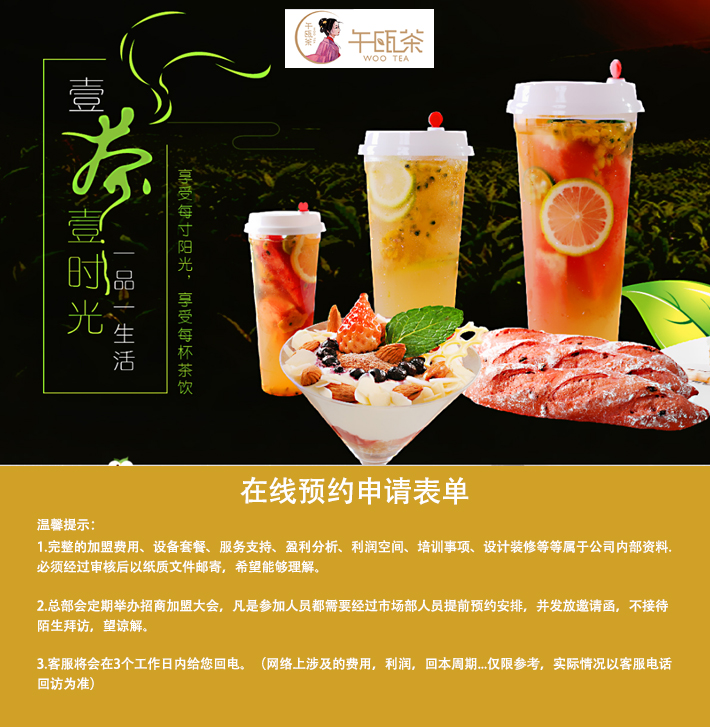 午瓯茶
午瓯茶
WOO TEA
壹
茶
壹
时
光
一品一生活
享受每寸阳光，享受每杯茶饮
在线预约申请表单
温馨提示：
1.完整的加盟费用、设备套餐、服务支持、盈利分析、利润空间、培训事项、设计装修等等属于公司内部资料.
必须经过审核后以纸质文件邮寄，希望能够理解。
2.总部会定期举办招商加盟大会，凡是参加人员都需要经过市场部人员提前预约安排，并发放邀请函，不接待
陌生拜访，望谅解。
3.客服将会在3个工作日内给您回电。（网络上涉及的费用，利润，回本周期...仅限参考，实际情况以客服电话
回访为准）